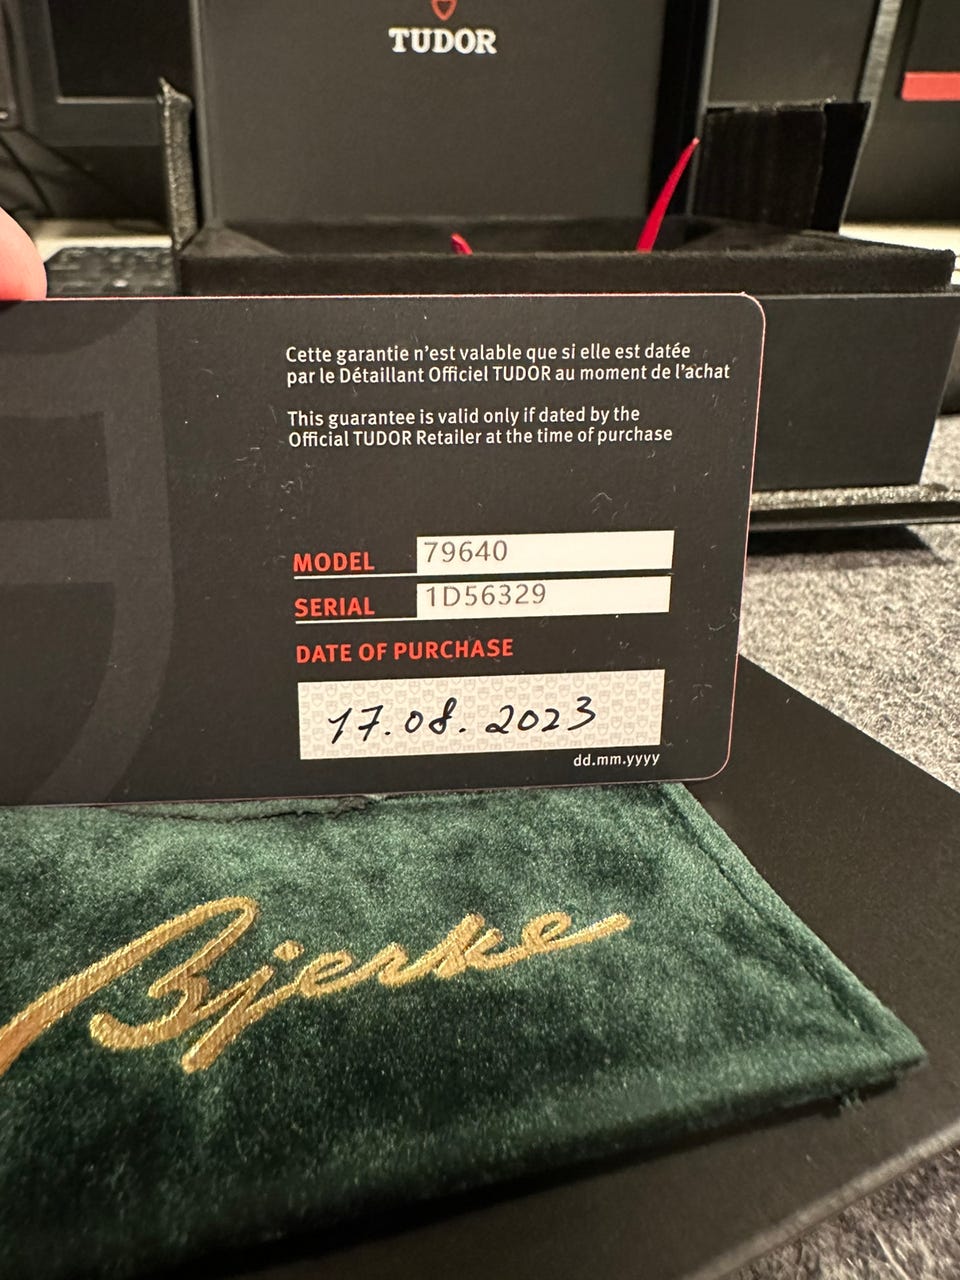 TUDOR
Cette garantie n'est valable que si elle est datée
par le Détaillant Officiel TUDOR au moment de l'achat
This guarantee is valid only if dated by the
Official TUDOR Retailer at the time of purchase
MODEL 79640
SERIAL 1D56329
DATE OF PURCHASE
17.08.2023
dd.mm.yyyy
Bjerke